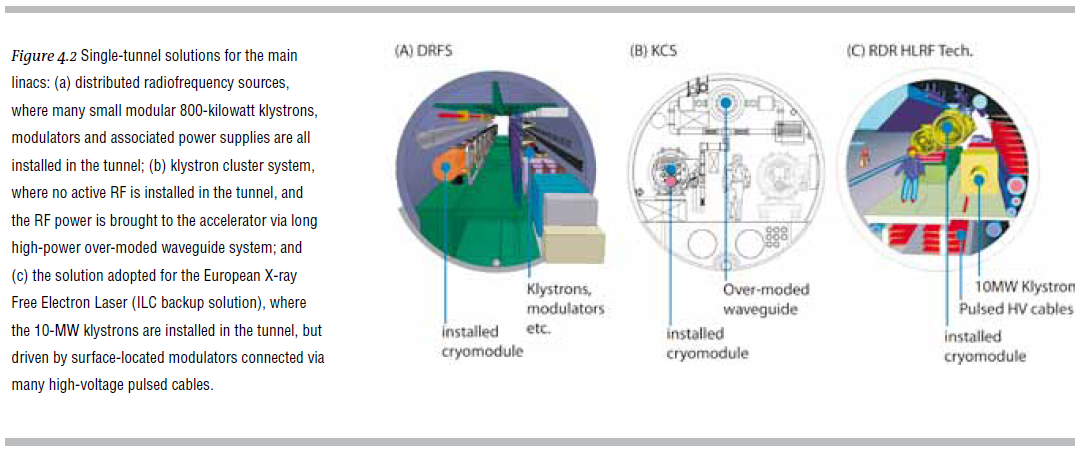 Figure 4.2 Single-tunnel solutions for the main
linacs: (a) distributed radiofrequency sources,
where many small modular 800-kilowatt klystrons,
modulators and associated power supplies are all
installed in the tunnel; (b) klystron cluster system,
where no active RF is installed in the tunnel, and
the RF power is brought to the accelerator via long
high-power over-moded waveguide system; and
(c) the solution adopted for the European X-ray
Free Electron Laser (ILC backup solution), where
the 10-MW klystrons are installed in the tunnel, but
driven by surface-located modulators connected via
many high-voltage pulsed cables.
(A) DRFS
Klystrons,
modulators
etc.
installed
cryomodule
(B) KCS
Over-moded
waveguide
installed
cryomodule
(C) RDR HLRF Tech.
10MW Klystron
Pulsed HV cables
installed
cryomodule